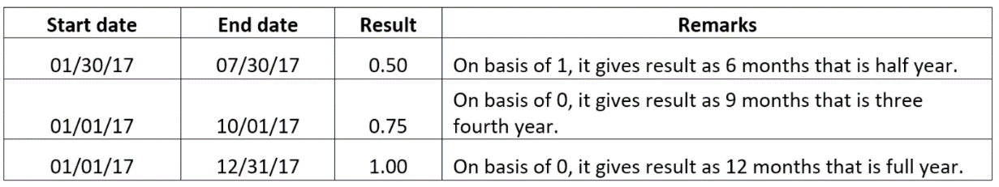 Start date End date Result Remarks
01/30/17 07/30/17 0.50 On basis of 1, it gives result as 6 months that is half year.
On basis of 0, it gives result as 9 months that is three
01/01/17 10/01/17 0.75 fourth year.
01/01/17 12/31/17 1.00 On basis of 0, it gives result as 12 months that is full year.